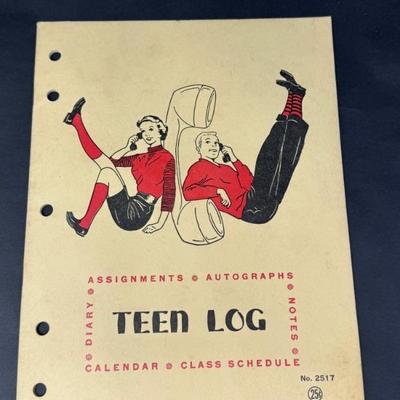 ASSIGNMENTS AUTOGRAPHS
DIARY
TEEN LOG
NOTES
CALENDAR CLASS SCHEDULE
No. 2517
25¢